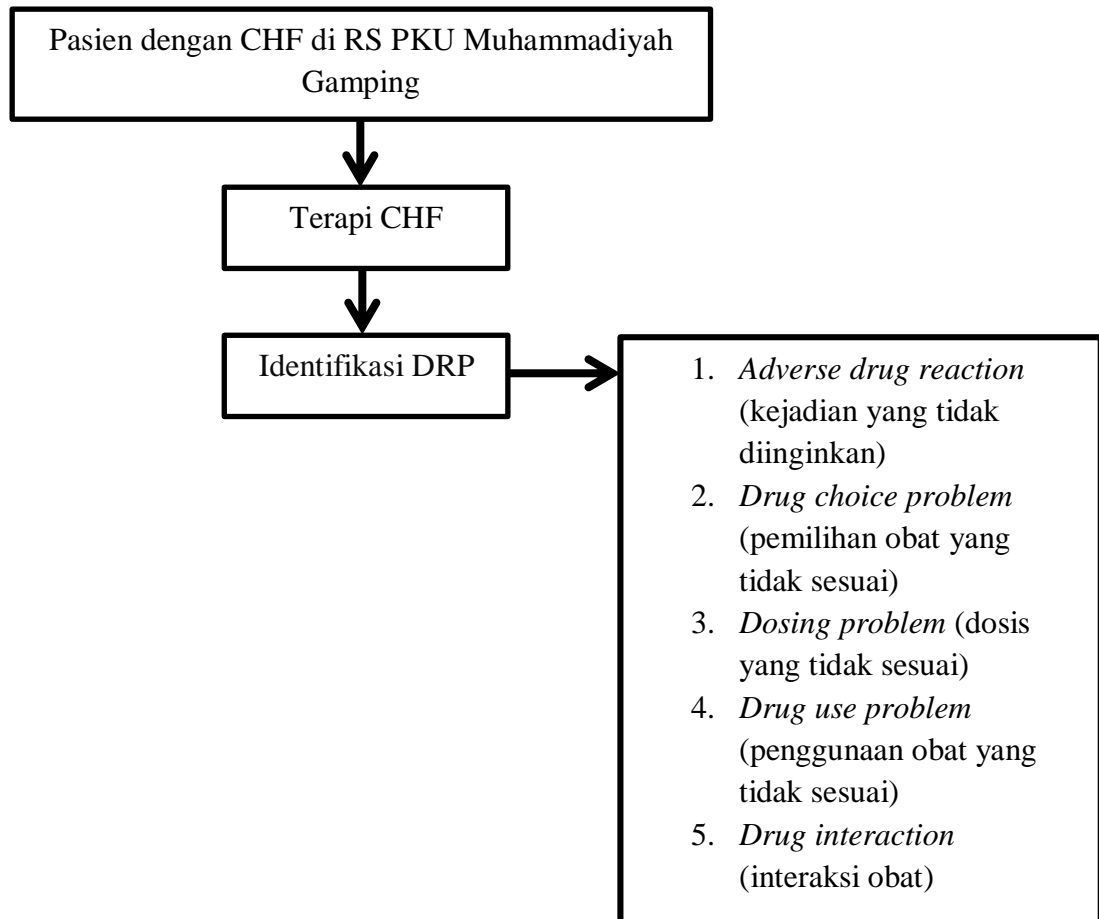 Pasien dengan CHF di RS PKU Muhammadiyah
Gamping
Terapi CHF
Identifikasi DRP
1. Adverse drug reaction
(kejadian yang tidak
diinginkan)
2. Drug choice problem
(pemilihan obat yang
tidak sesuai)
3. Dosing problem (dosis
yang tidak sesuai)
4. Drug use problem
(penggunaan obat yang
tidak sesuai)
5. Drug interaction
(interaksi obat)